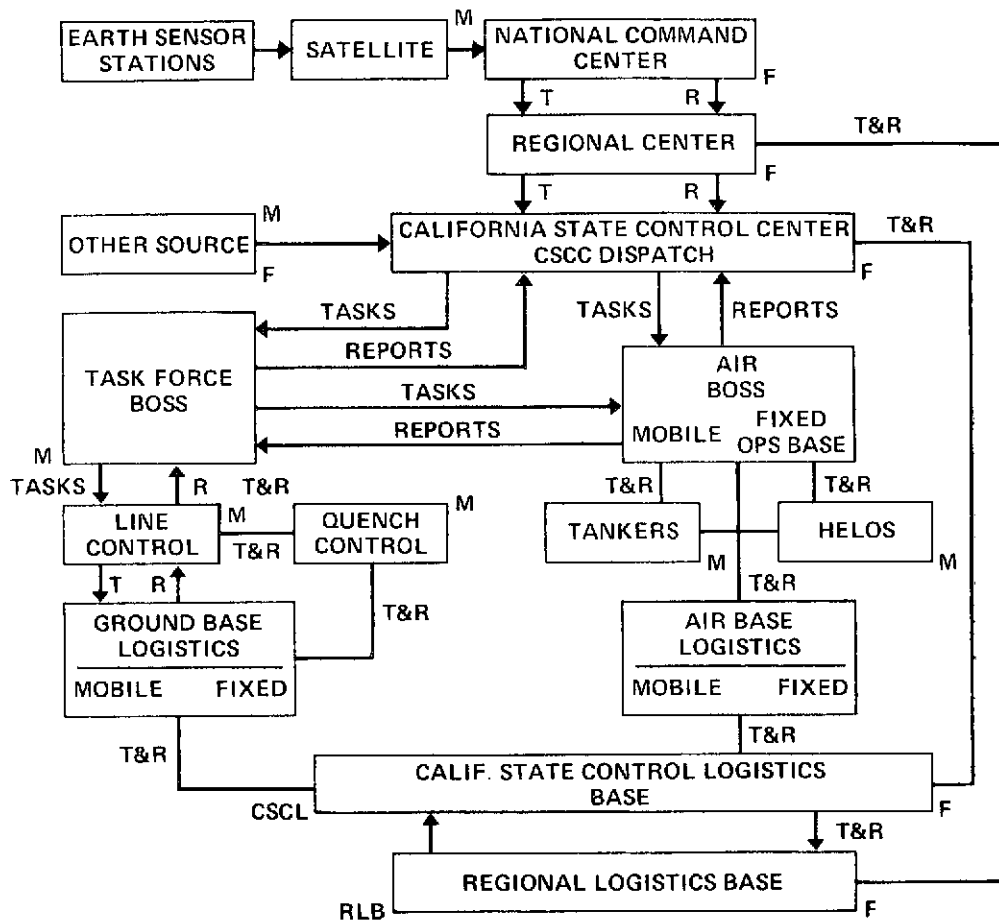 M
EARTH SENSOR
STATIONS
SATELLITE
NATIONAL COMMAND
CENTER
F
T
R
T&R
REGIONAL CENTER
F
T
R
M
OTHER SOURCE
F
CALIFORNIA STATE CONTROL CENTER
CSCC DISPATCH
T&R
F
TASKS
TASKS
REPORTS
REPORTS
TASK FORCE
BOSS
AIR
BOSS
TASKS
MOBILE
FIXED
OPS BASE
REPORTS
M
TASKS
R
T&R
T&R
T&R
LINE
CONTROL
M
T&R
QUENCH
CONTROL
M
TANKERS
M
HELOS
M
T
R
T&R
T&R
GROUND BASE
LOGISTICS
MOBILE
FIXED
AIR BASE
LOGISTICS
MOBILE
FIXED
T&R
T&R
CALIF. STATE CONTROL LOGISTICS
BASE
CSCL
F
T&R
REGIONAL LOGISTICS BASE
RLB
F